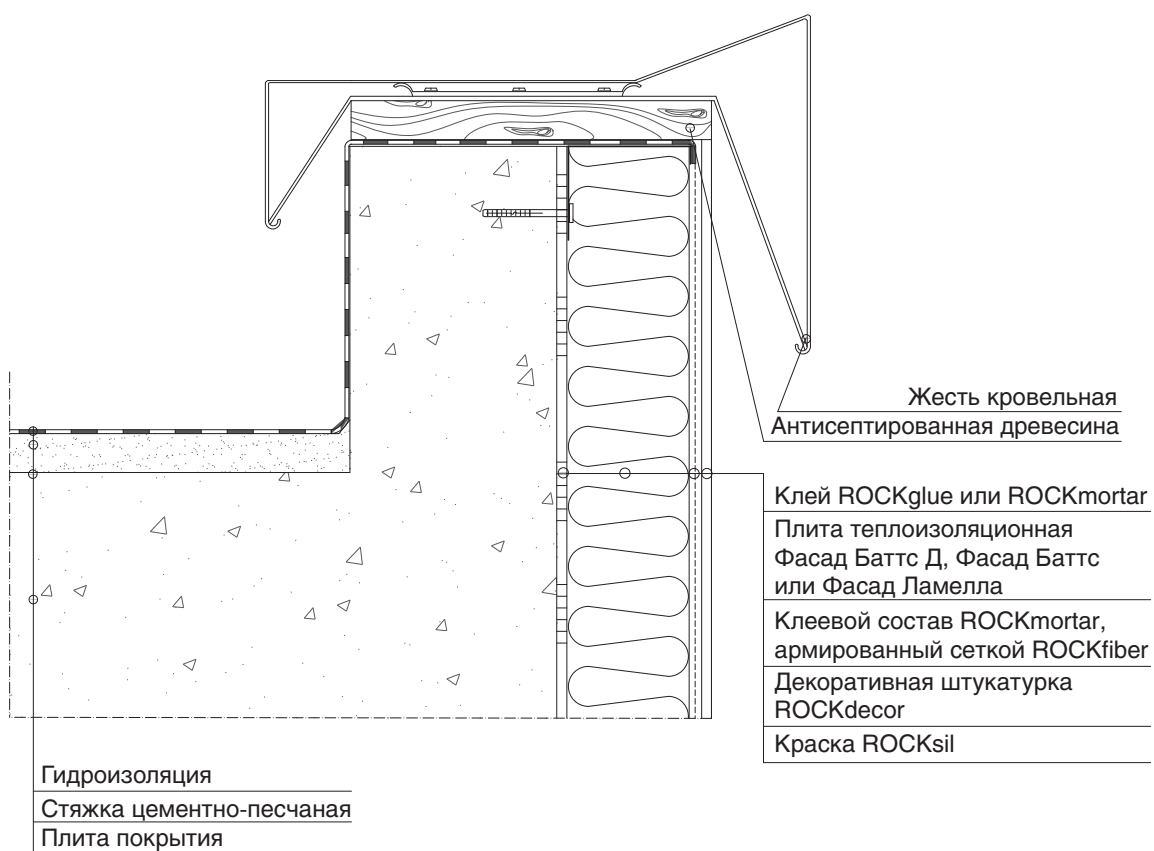 Жесть кровельная
Антисептированная древесина
Клей ROCKglue или ROCKmortar
Плита теплоизоляционная
Фасад Баттс Д, Фасад Баттс
или Фасад Ламелла
Клеевой состав ROCKmortar,
армированный сеткой ROCKfiber
Декоративная штукатурка
ROCKdecor
Краска ROCKsil
Гидроизоляция
Стяжка цементно-песчаная
Плита покрытия